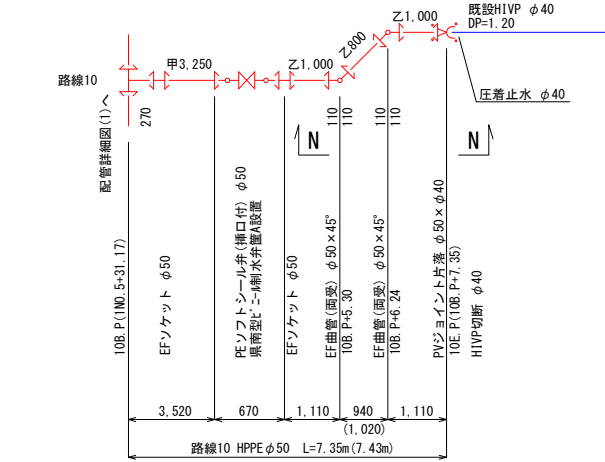 既設HIVP φ40
DP=1.20
乙1,000
乙800
甲3,250
乙1,000
路線10
圧着止水 φ40
配管詳細図(1)へ
270
110
110
110
110
N
N
10B.P(1NO.5+31.17)
EFソケット φ50
PEソフトシール弁(挿口付) φ50
県南型ビニール制水弁筐A設置
EFソケット φ50
EF曲管(両受) φ50×45°
10B.P+5.30
EF曲管(両受) φ50×45°
10B.P+6.24
PVジョイント片落 φ50×φ40
10E.P(10B.P+7.35)
HIVP切断 φ40
3,520
670
1,110
940
1,110
(1,020)
路線10 HPPEφ50 L=7.35m(7.43m)